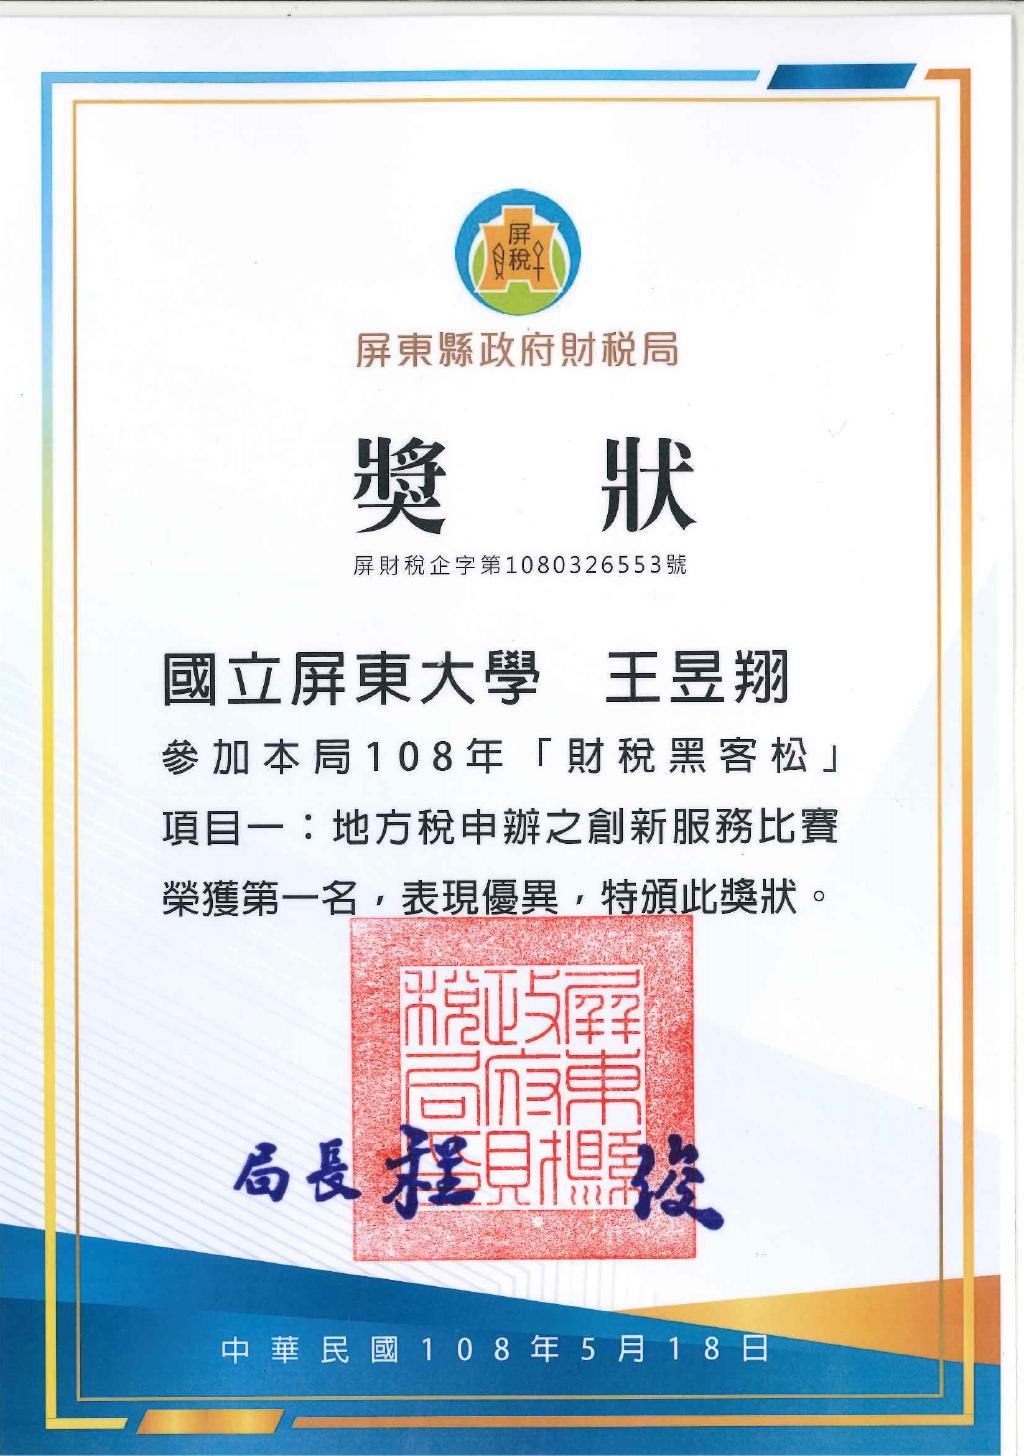 屏稅
屏東縣政府財稅局
獎狀
屏財稅企字第1080326553號
國立屏東大學 王昱翔
參加本局108年「財稅黑客松」
項目一：地方稅申辦之創新服務比賽
榮獲第一名，表現優異，特頒此獎狀。
屏東縣
政府財
稅局印
局長程俊
中華民國108年5月18日